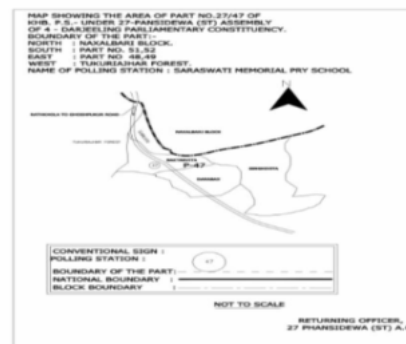 MAP SHOWING THE AREA OF PART NO.27/47 OF
KHB. P.S.- UNDER 27-PANSIDEWA (ST) ASSEMBLY
OF 4 - DARJEELING PARLIAMENTARY CONSTITUENCY.
BOUNDARY OF THE PART:-
NORTH : NAXALBARI BLOCK.
SOUTH : PART NO. 51,52
EAST : PART NO 48,49
WEST : TUKURIAJHAR FOREST.
NAME OF POLLING STATION : SARASWATI MEMORIAL PRY SCHOOL
N
NAXALBARI BLOCK
P-47
CONVENTIONAL SIGN :
POLLING STATION :
47
BOUNDARY OF THE PART:
NATIONAL BOUNDARY :
BLOCK BOUNDARY :
NOT TO SCALE
RETURNING OFFICER,
27 PHANSIDEWA (ST) A.